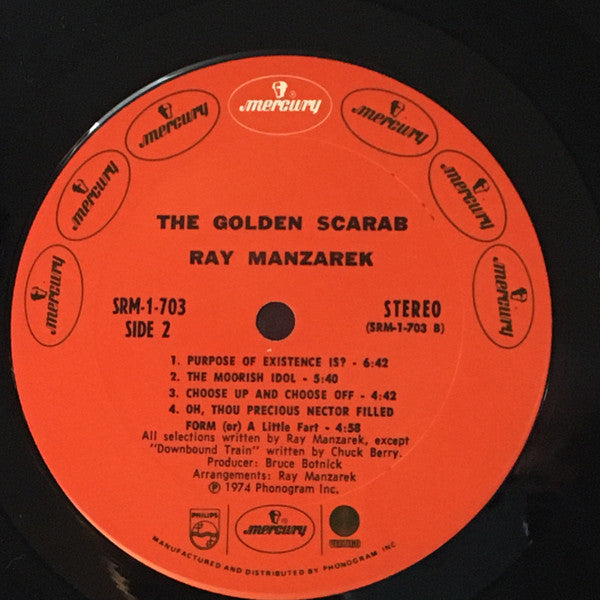 mercury
mercury
mercury
mercury
mercury
mercury
mercury
THE GOLDEN SCARAB
RAY MANZAREK
SRM-1-703
SIDE 2
STEREO
(SRM-1-703 B)
1. PURPOSE OF EXISTENCE IS? - 6:42
2. THE MOORISH IDOL - 5:40
3. CHOOSE UP AND CHOOSE OFF - 4:42
4. OH, THOU PRECIOUS NECTOR FILLED
FORM (or) A Little Fart - 4:58
All selections written by Ray Manzarek, except
"Downbound Train" written by Chuck Berry.
Producer: Bruce Botnick
Arrangements: Ray Manzarek
℗ 1974 Phonogram Inc.
PHILIPS
mercury
VERTIGO
MANUFACTURED AND DISTRIBUTED BY PHONOGRAM INC